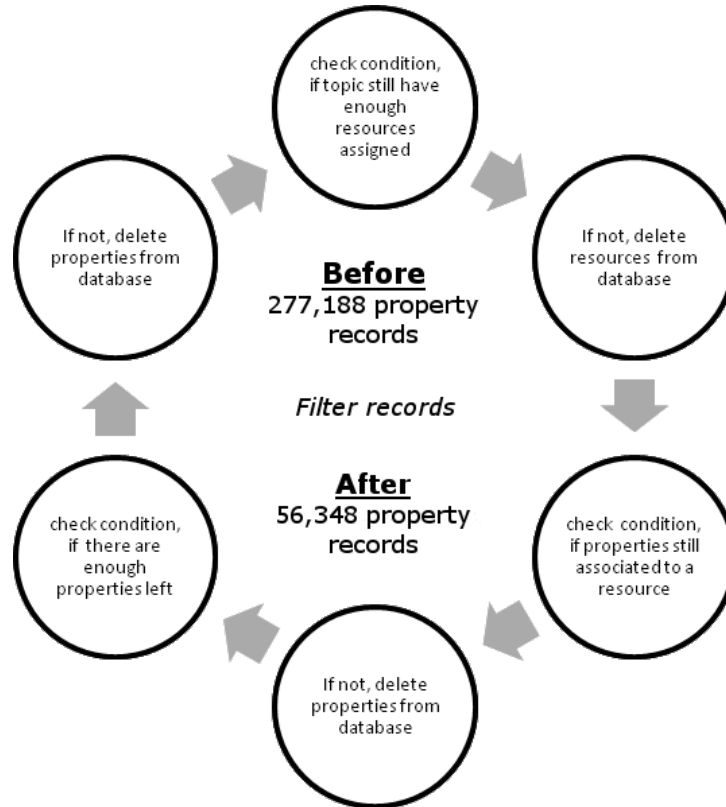 check condition,
if topic still have
enough
resources
assigned
If not, delete
resources from
database
check condition,
if properties still
associated to a
resource
If not, delete
properties from
database
check condition,
if there are
enough
properties left
If not, delete
properties from
database
Before
277,188 property
records
Filter records
After
56,348 property
records